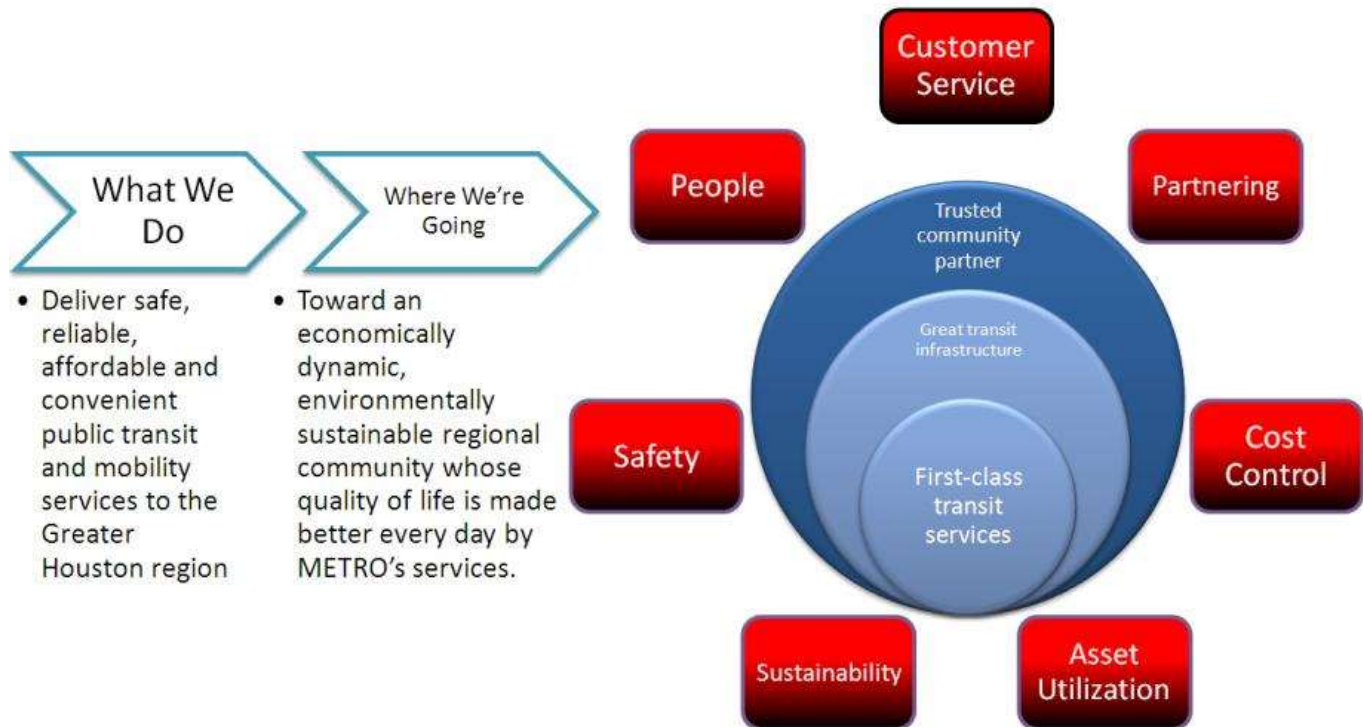 What We
Do
• Deliver safe,
reliable,
affordable and
convenient
public transit
and mobility
services to the
Greater
Houston region
Where We’re
Going
• Toward an
economically
dynamic,
environmentally
sustainable regional
community whose
quality of life is made
better every day by
METRO’s services.
Customer
Service
People
Partnering
Trusted
community
partner
Great transit
infrastructure
First-class
transit
services
Safety
Cost
Control
Sustainability
Asset
Utilization